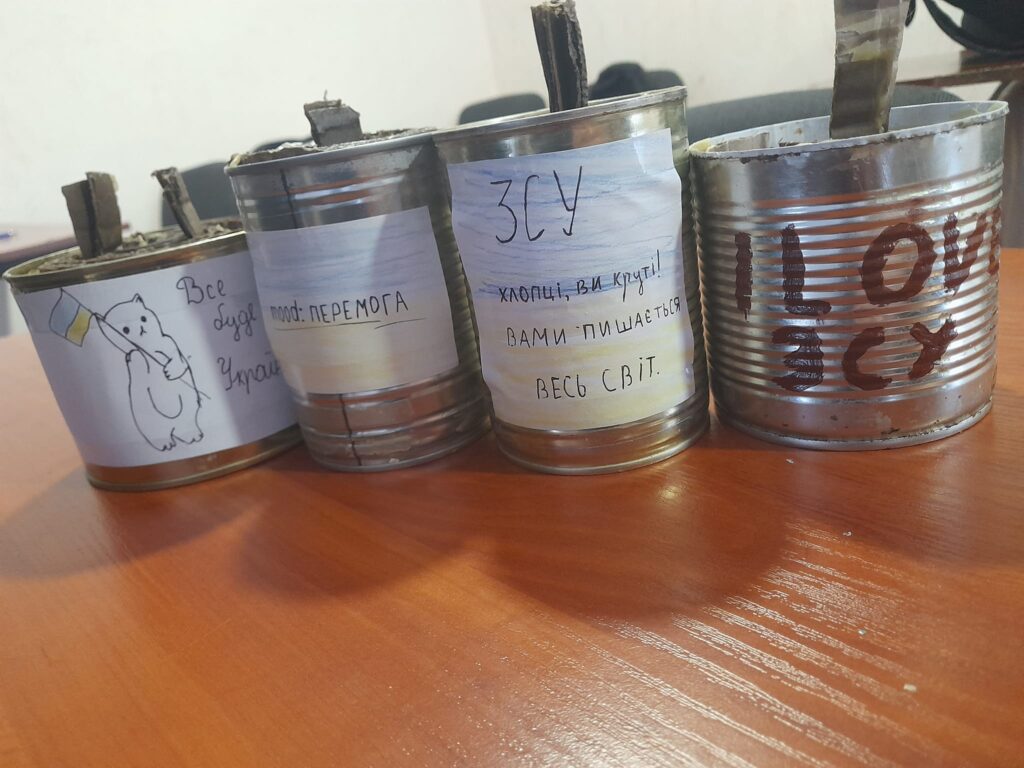 Все
буде
mood: ПЕРЕМОГА
ЗСУ
хлопці, ви круті!
ВАМИ ПИШАЄТЬСЯ
ВЕСЬ СВІТ.
I LOV
ЗСУ